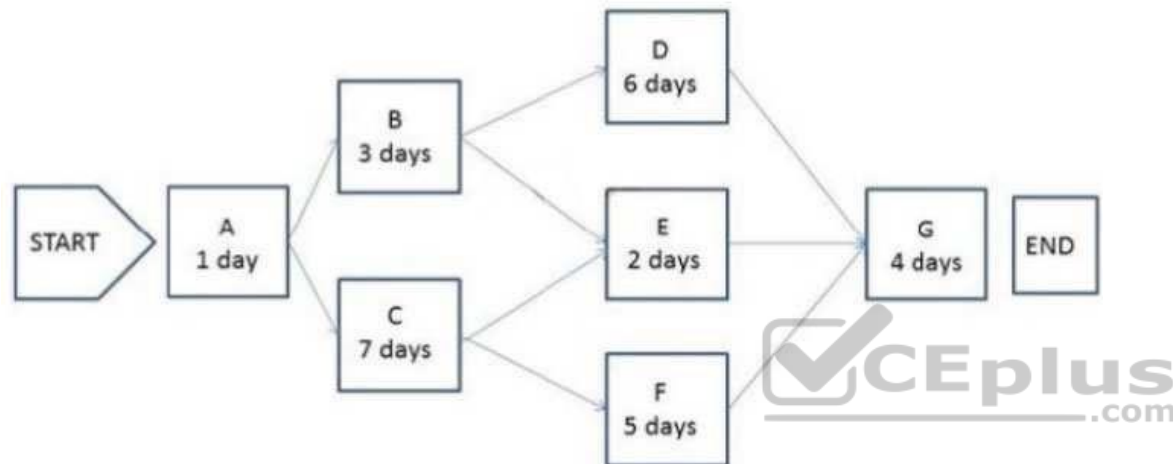 START
A
1 day
B
3 days
C
7 days
D
6 days
E
2 days
F
5 days
G
4 days
END
CEplus
.com